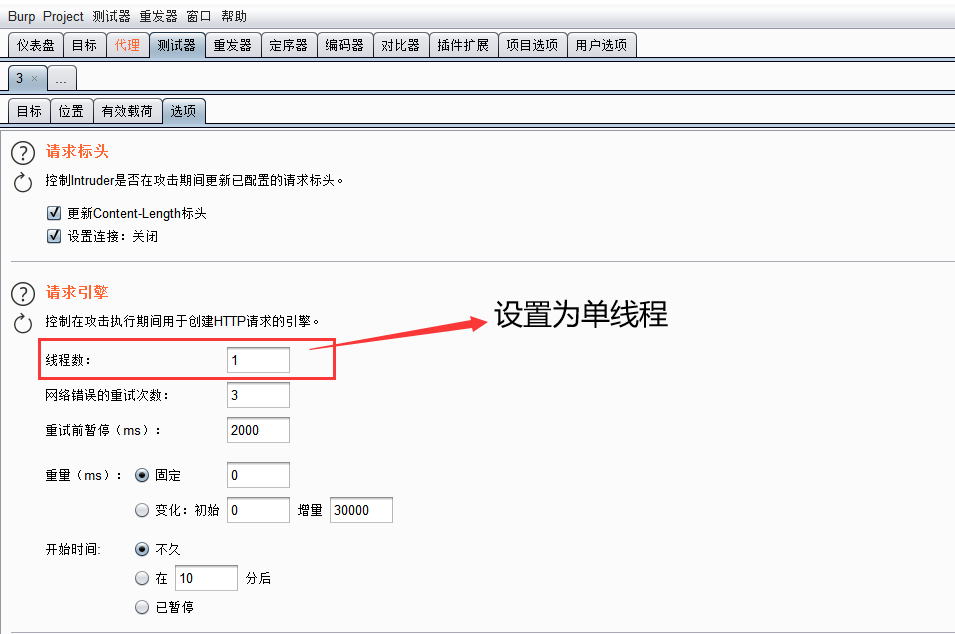 Burp Project 测试器 重发器 窗口 帮助
仪表盘 目标 代理 测试器 重发器 定序器 编码器 对比器 插件扩展 项目选项 用户选项
3 × ...
目标 位置 有效载荷 选项
? 请求标头
控制Intruder是否在攻击期间更新已配置的请求标头。
更新Content-Length标头
设置连接：关闭
? 请求引擎
控制在攻击执行期间用于创建HTTP请求的引擎。
设置为单线程
线程数： 1
网络错误的重试次数： 3
重试前暂停（ms）： 2000
重量（ms）： 固定 0
变化：初始 0 增量 30000
开始时间: 不久
在 10 分后
已暂停